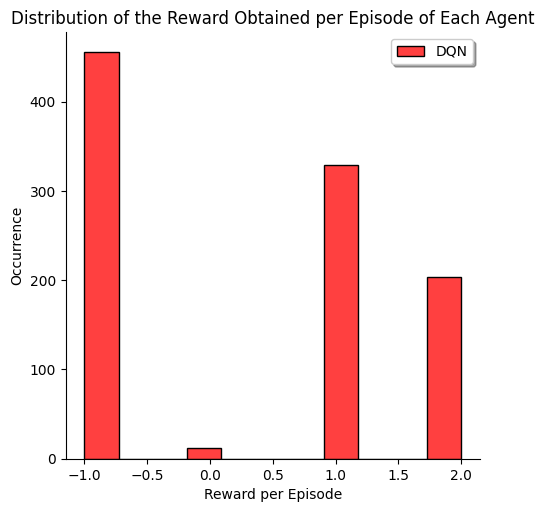 Distribution of the Reward Obtained per Episode of Each Agent
DQN
400
300
200
100
0
−1.0 −0.5 0.0 0.5 1.0 1.5 2.0
Occurrence
Reward per Episode